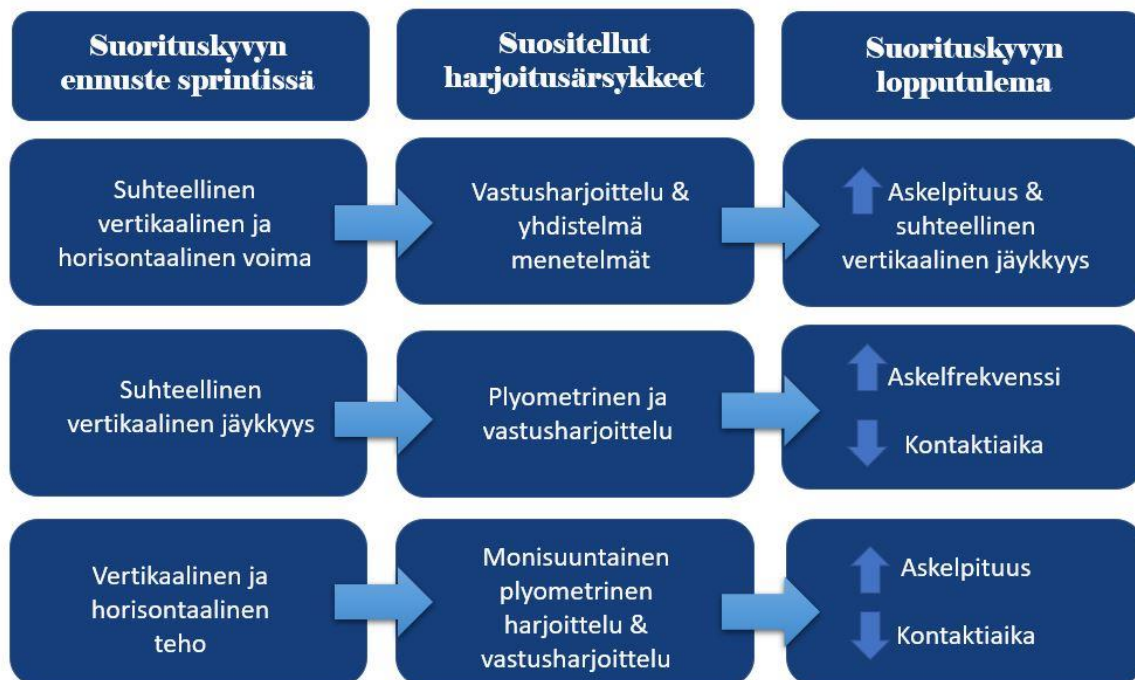 Suorituskyvyn
ennuste sprintissä
Suositellut
harjoitusärsykkeet
Suorituskyvyn
lopputulema
Suhteellinen
vertikaalinen ja
horisontaalinen voima
Vastusharjoittelu &
yhdistelmä
menetelmät
Askelpituus &
suhteellinen
vertikaalinen jäykkyys
Suhteellinen
vertikaalinen jäykkyys
Plyometrinen ja
vastusharjoittelu
Askelfrekvenssi
Kontaktiaika
Vertikaalinen ja
horisontaalinen
teho
Monisuuntainen
plyometrinen
harjoittelu &
vastusharjoittelu
Askelpituus
Kontaktiaika